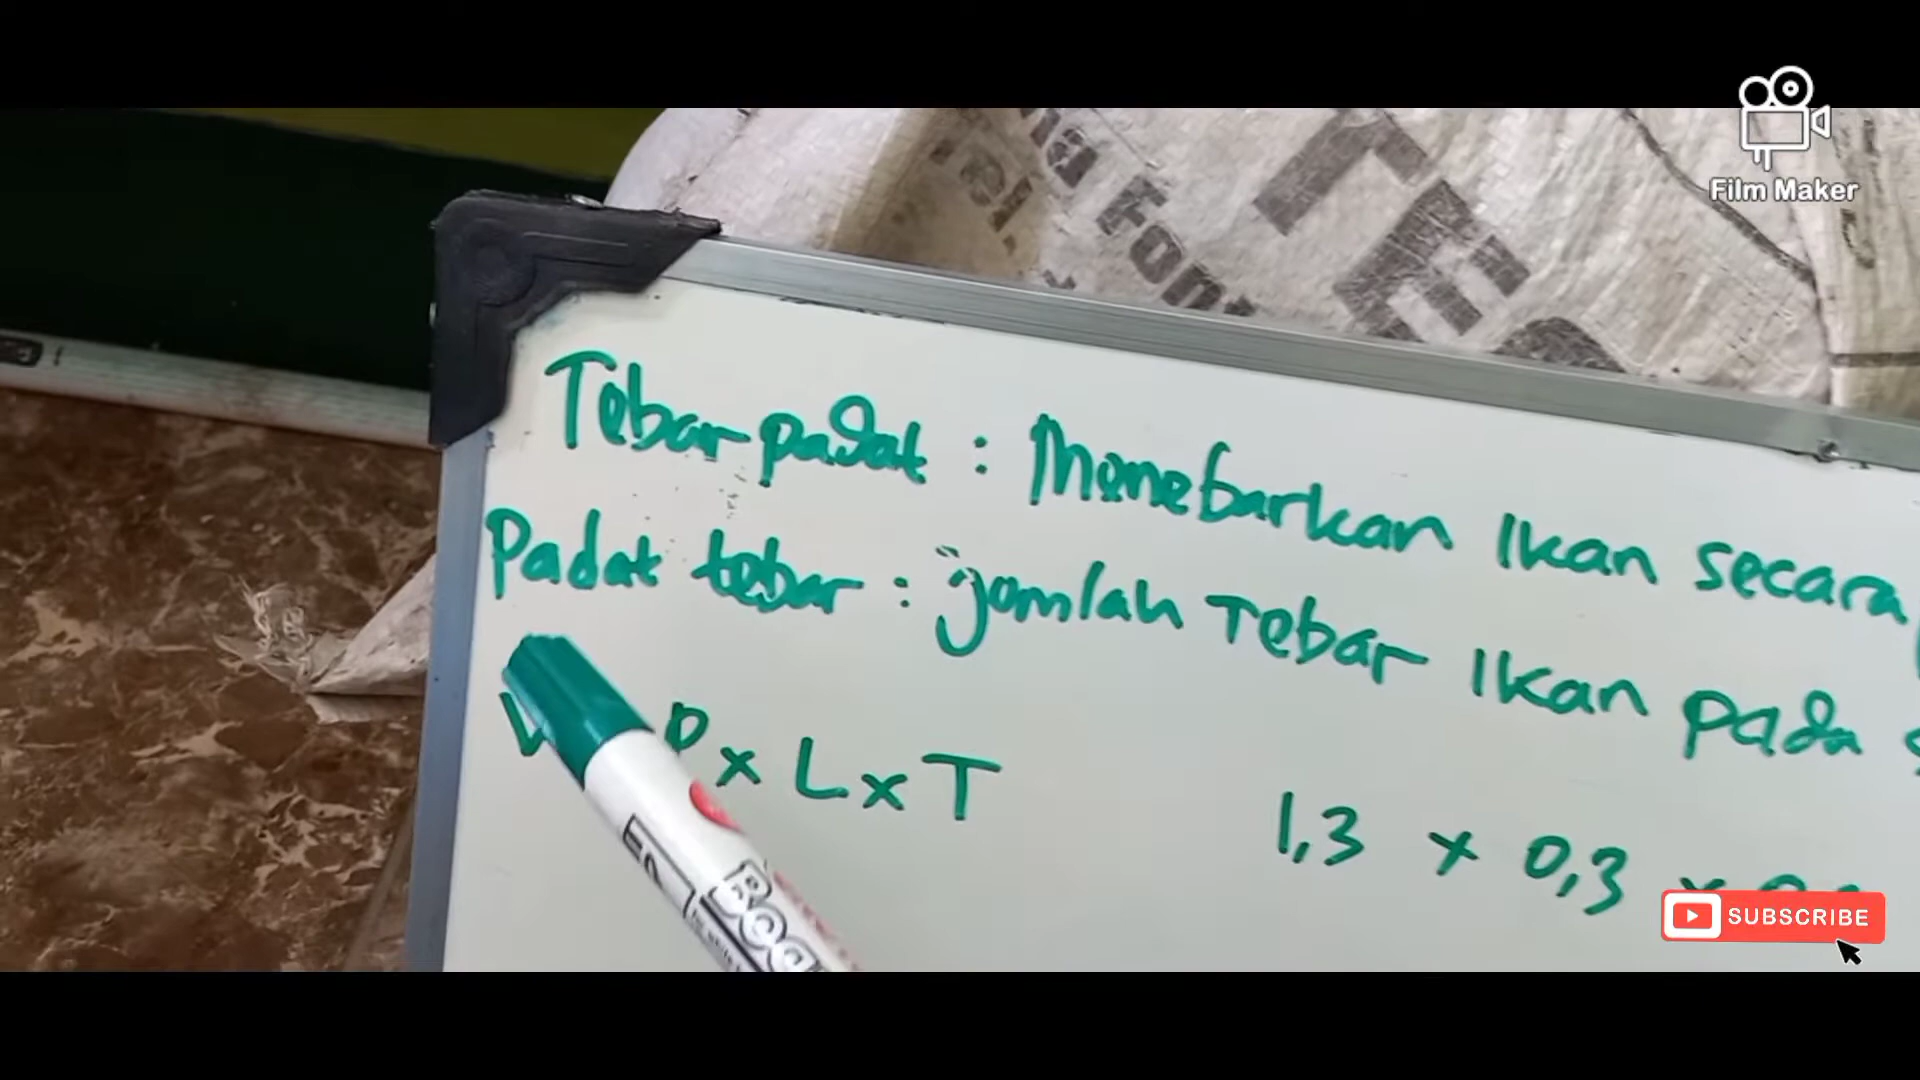 Film Maker
Tebar padat : Menebarkan Ikan secara
Padat tebar : jumlah Tebar Ikan pada
V P x L x T
1,3 x 0,3 x
SUBSCRIBE